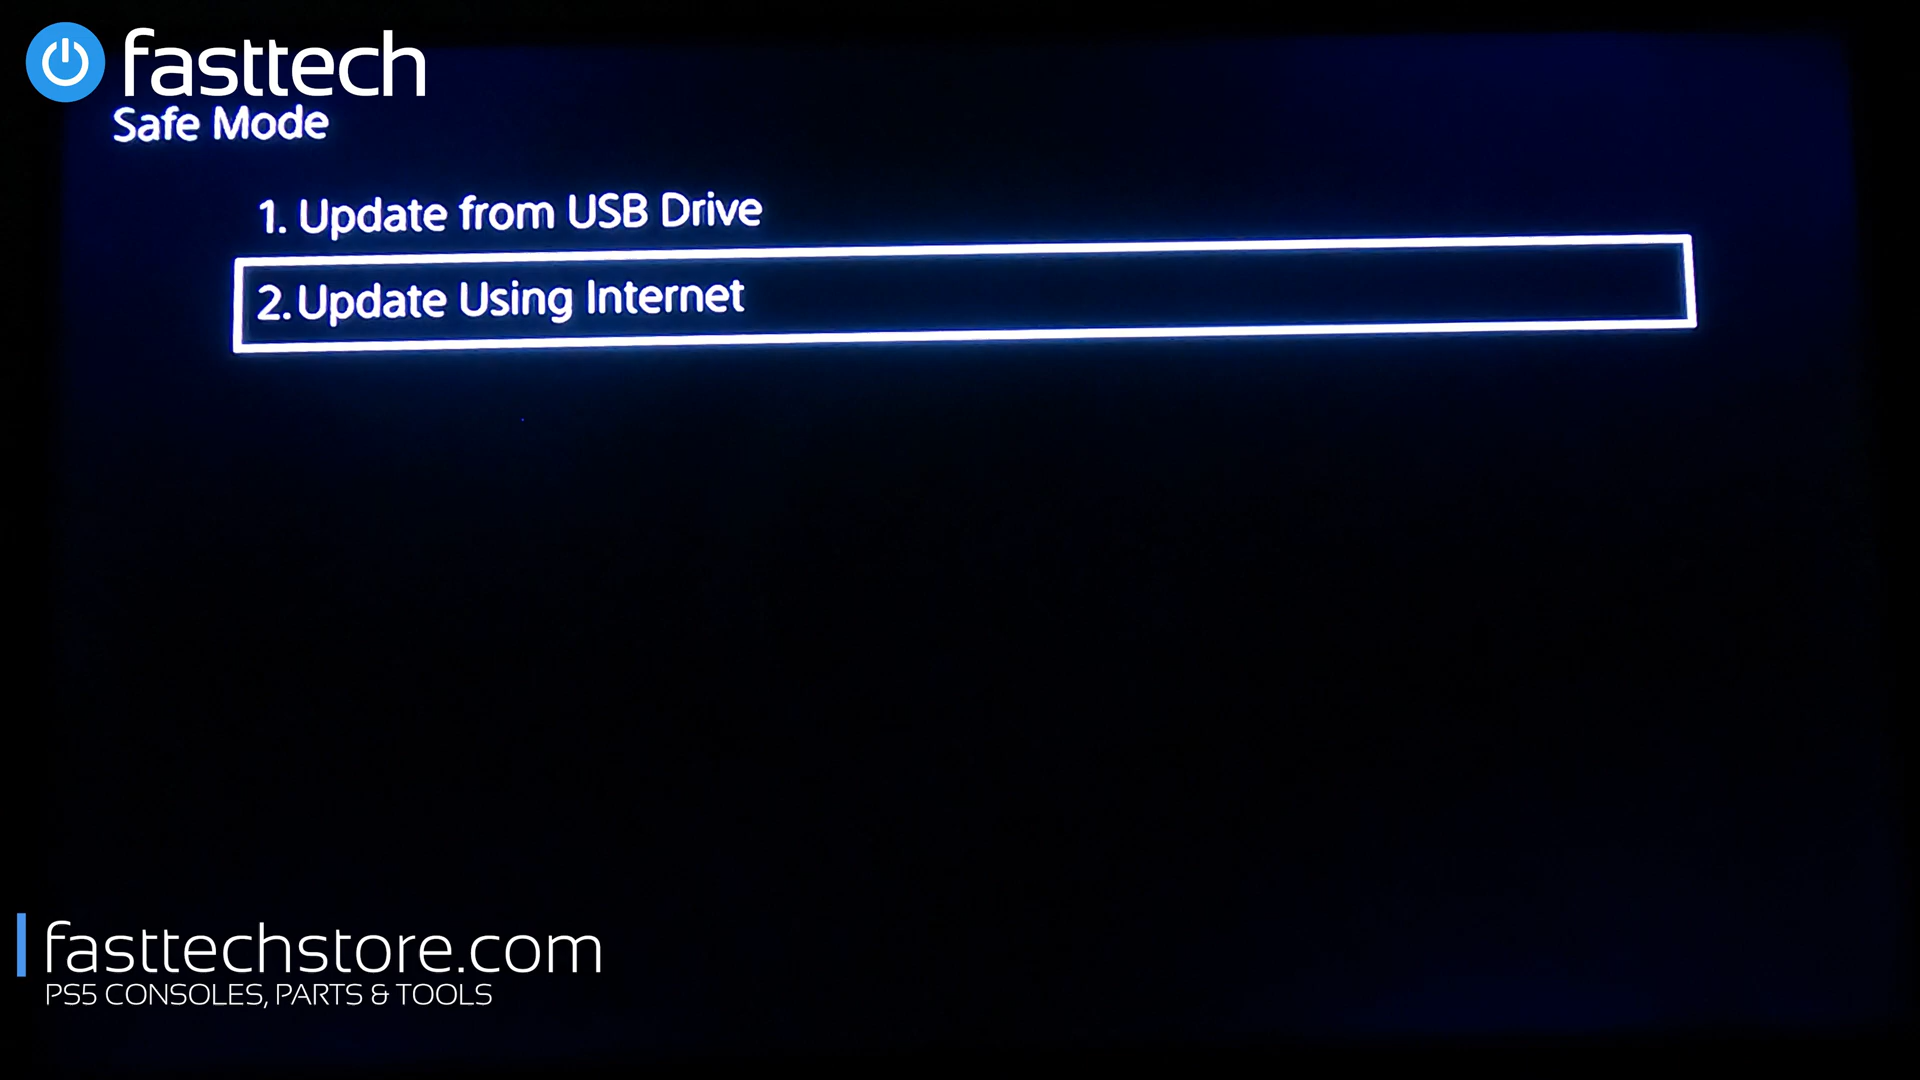 fasttech
Safe Mode
1. Update from USB Drive
2. Update Using Internet
fasttechstore.com
PS5 CONSOLES, PARTS & TOOLS